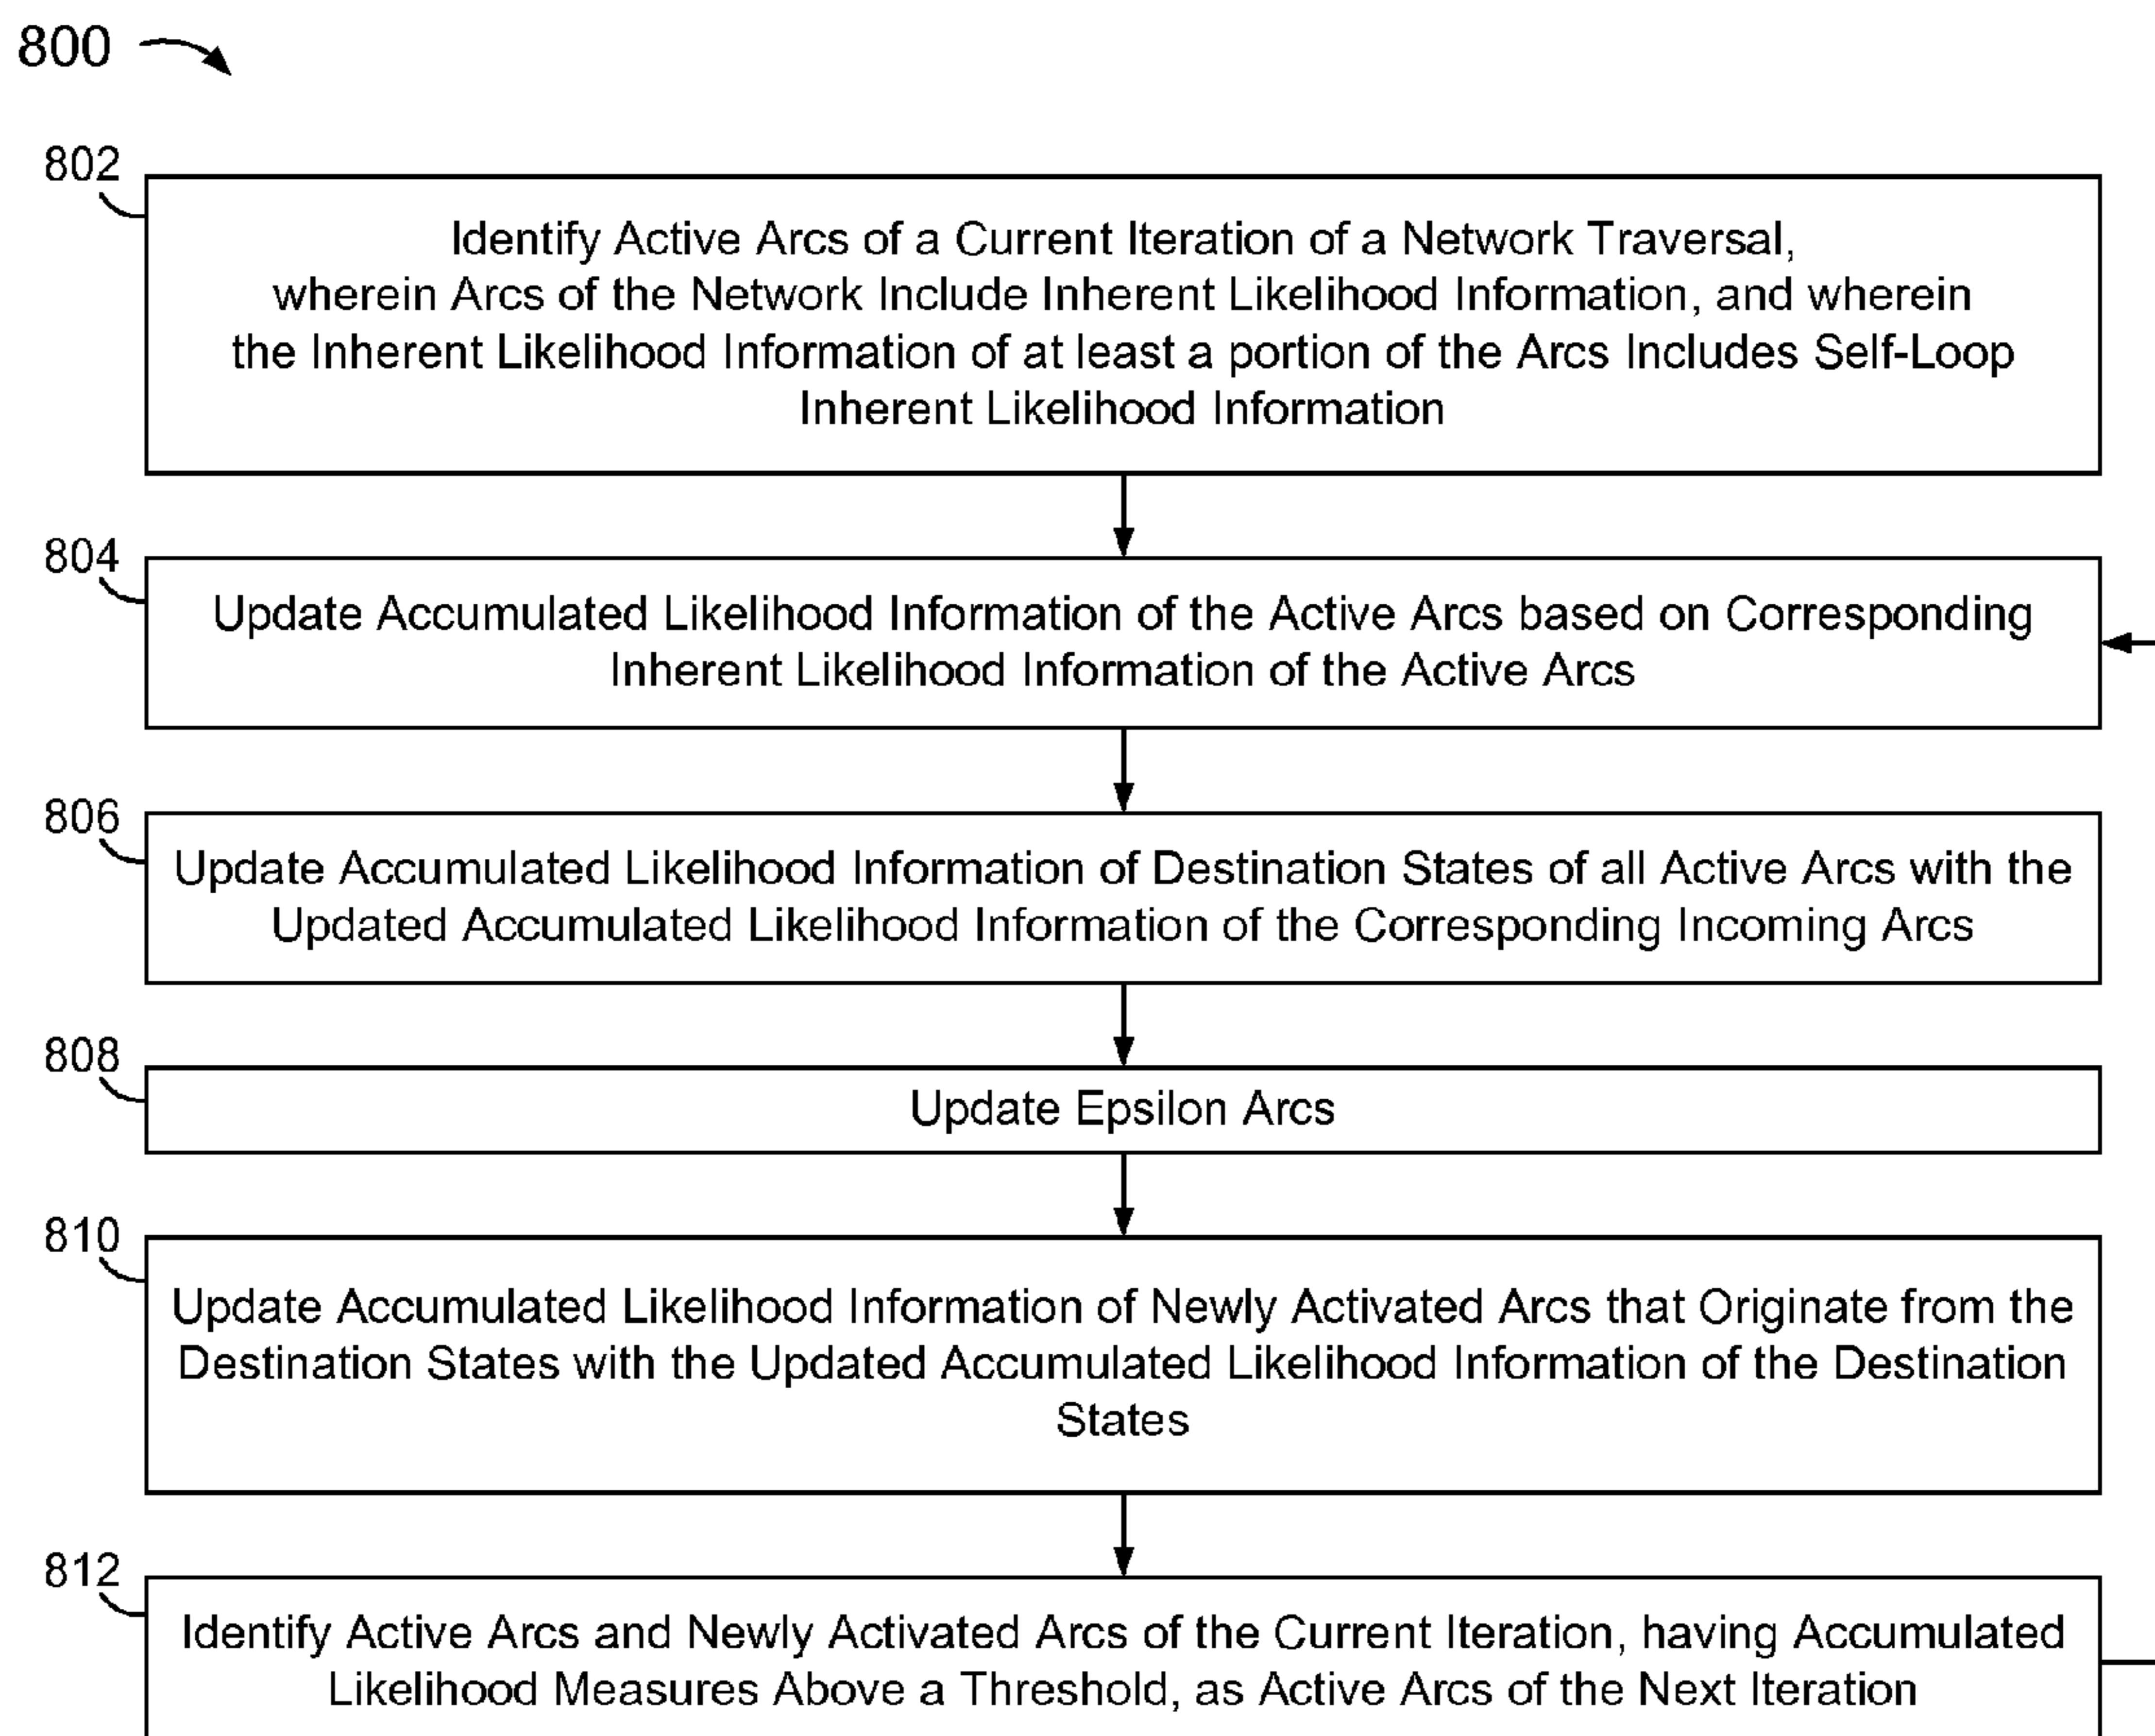 800
802
Identify Active Arcs of a Current Iteration of a Network Traversal,
wherein Arcs of the Network Include Inherent Likelihood Information, and wherein
the Inherent Likelihood Information of at least a portion of the Arcs Includes Self-Loop
Inherent Likelihood Information
804
Update Accumulated Likelihood Information of the Active Arcs based on Corresponding
Inherent Likelihood Information of the Active Arcs
806
Update Accumulated Likelihood Information of Destination States of all Active Arcs with the
Updated Accumulated Likelihood Information of the Corresponding Incoming Arcs
808
Update Epsilon Arcs
810
Update Accumulated Likelihood Information of Newly Activated Arcs that Originate from the
Destination States with the Updated Accumulated Likelihood Information of the Destination
States
812
Identify Active Arcs and Newly Activated Arcs of the Current Iteration, having Accumulated
Likelihood Measures Above a Threshold, as Active Arcs of the Next Iteration